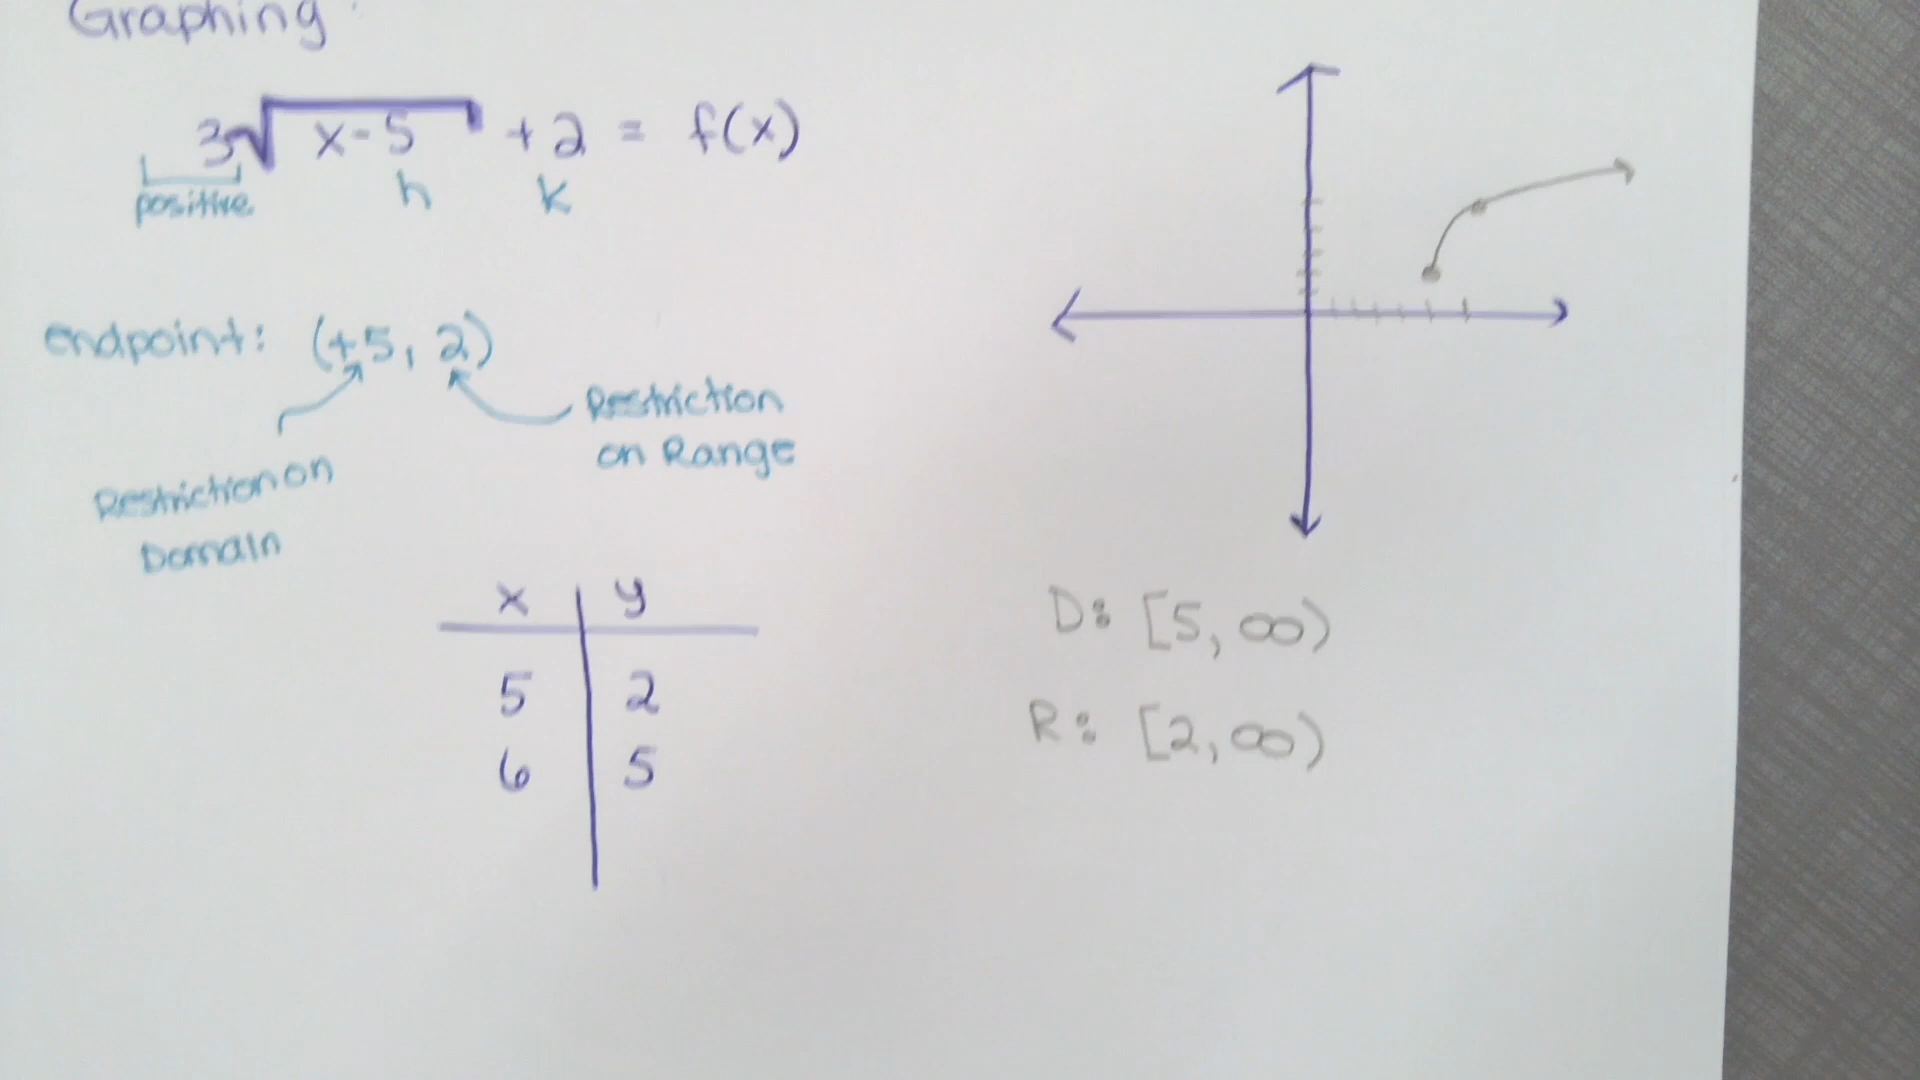 Graphing:
3√x-5 + 2 = f(x)
positive h k
endpoint: (+5, 2)
Restriction on Range
Restriction on
Domain
x y
5 2
6 5
D: [5, ∞)
R: [2, ∞)